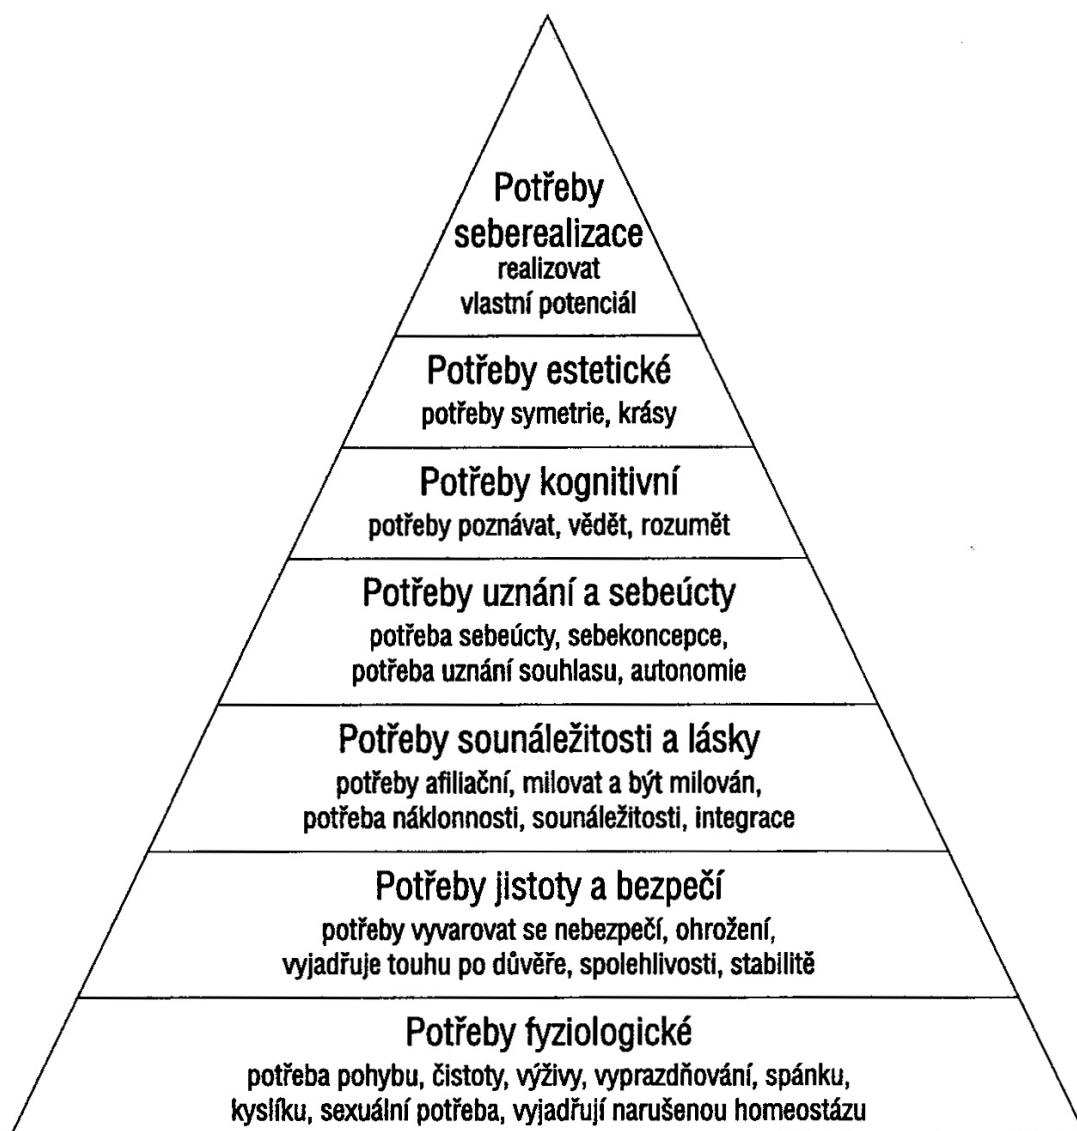 Potřeby
seberealizace
realizovat
vlastní potenciál
Potřeby estetické
potřeby symetrie, krásy
Potřeby kognitivní
potřeby poznávat, vědět, rozumět
Potřeby uznání a sebeúcty
potřeba sebeúcty, sebekoncepce,
potřeba uznání souhlasu, autonomie
Potřeby sounáležitosti a lásky
potřeby afiliační, milovat a být milován,
potřeba náklonnosti, sounáležitosti, integrace
Potřeby jistoty a bezpečí
potřeby vyvarovat se nebezpečí, ohrožení,
vyjadřuje touhu po důvěře, spolehlivosti, stabilitě
Potřeby fyziologické
potřeba pohybu, čistoty, výživy, vyprazdňování, spánku,
kyslíku, sexuální potřeba, vyjadřují narušenou homeostázu